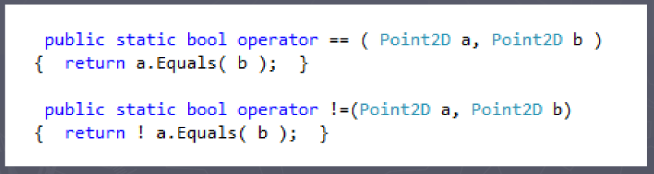 public static bool operator == ( Point2D a, Point2D b )
{ return a.Equals( b ); }
public static bool operator !=(Point2D a, Point2D b)
{ return ! a.Equals( b ); }